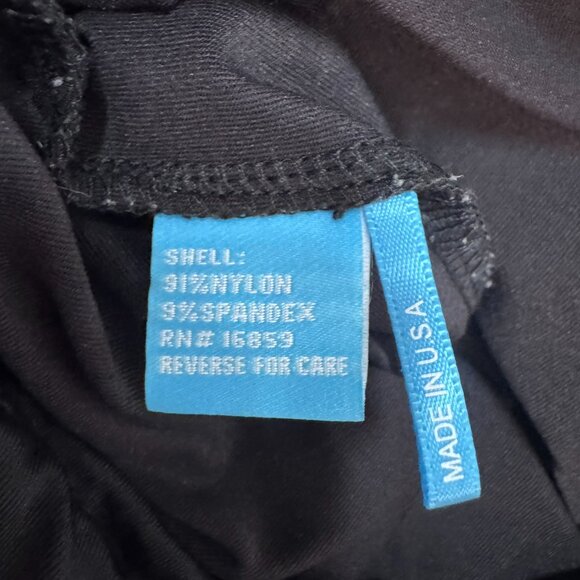 SHELL:
91%NYLON
9%SPANDEX
RN# 16859
REVERSE FOR CARE
MADE IN U.S.A